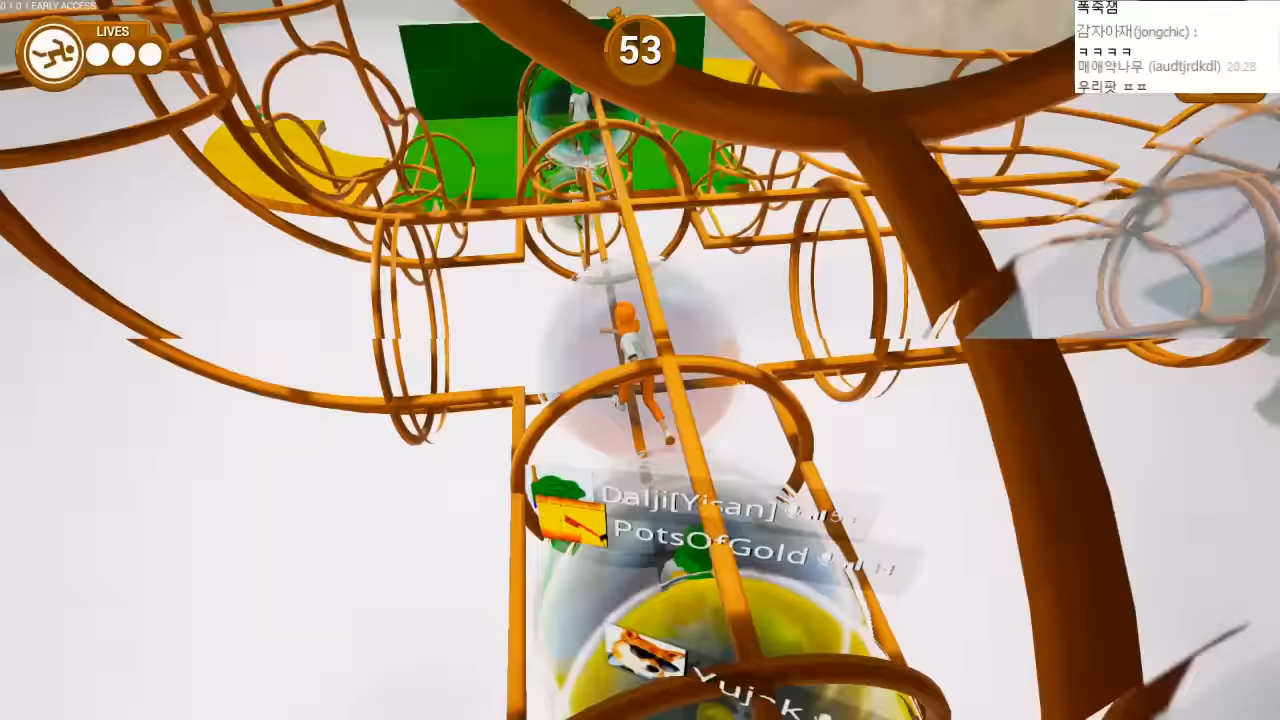 0.1.0.1 EARLY ACCESS
LIVES
53
폭죽잼
감자아재(jongchic) :
ㅋㅋㅋㅋ
매애약나무 (iaudtjrdkdl) 20:28
우리팟 ㅍㅍ
Dalji[Yisan]
PotsOfGold